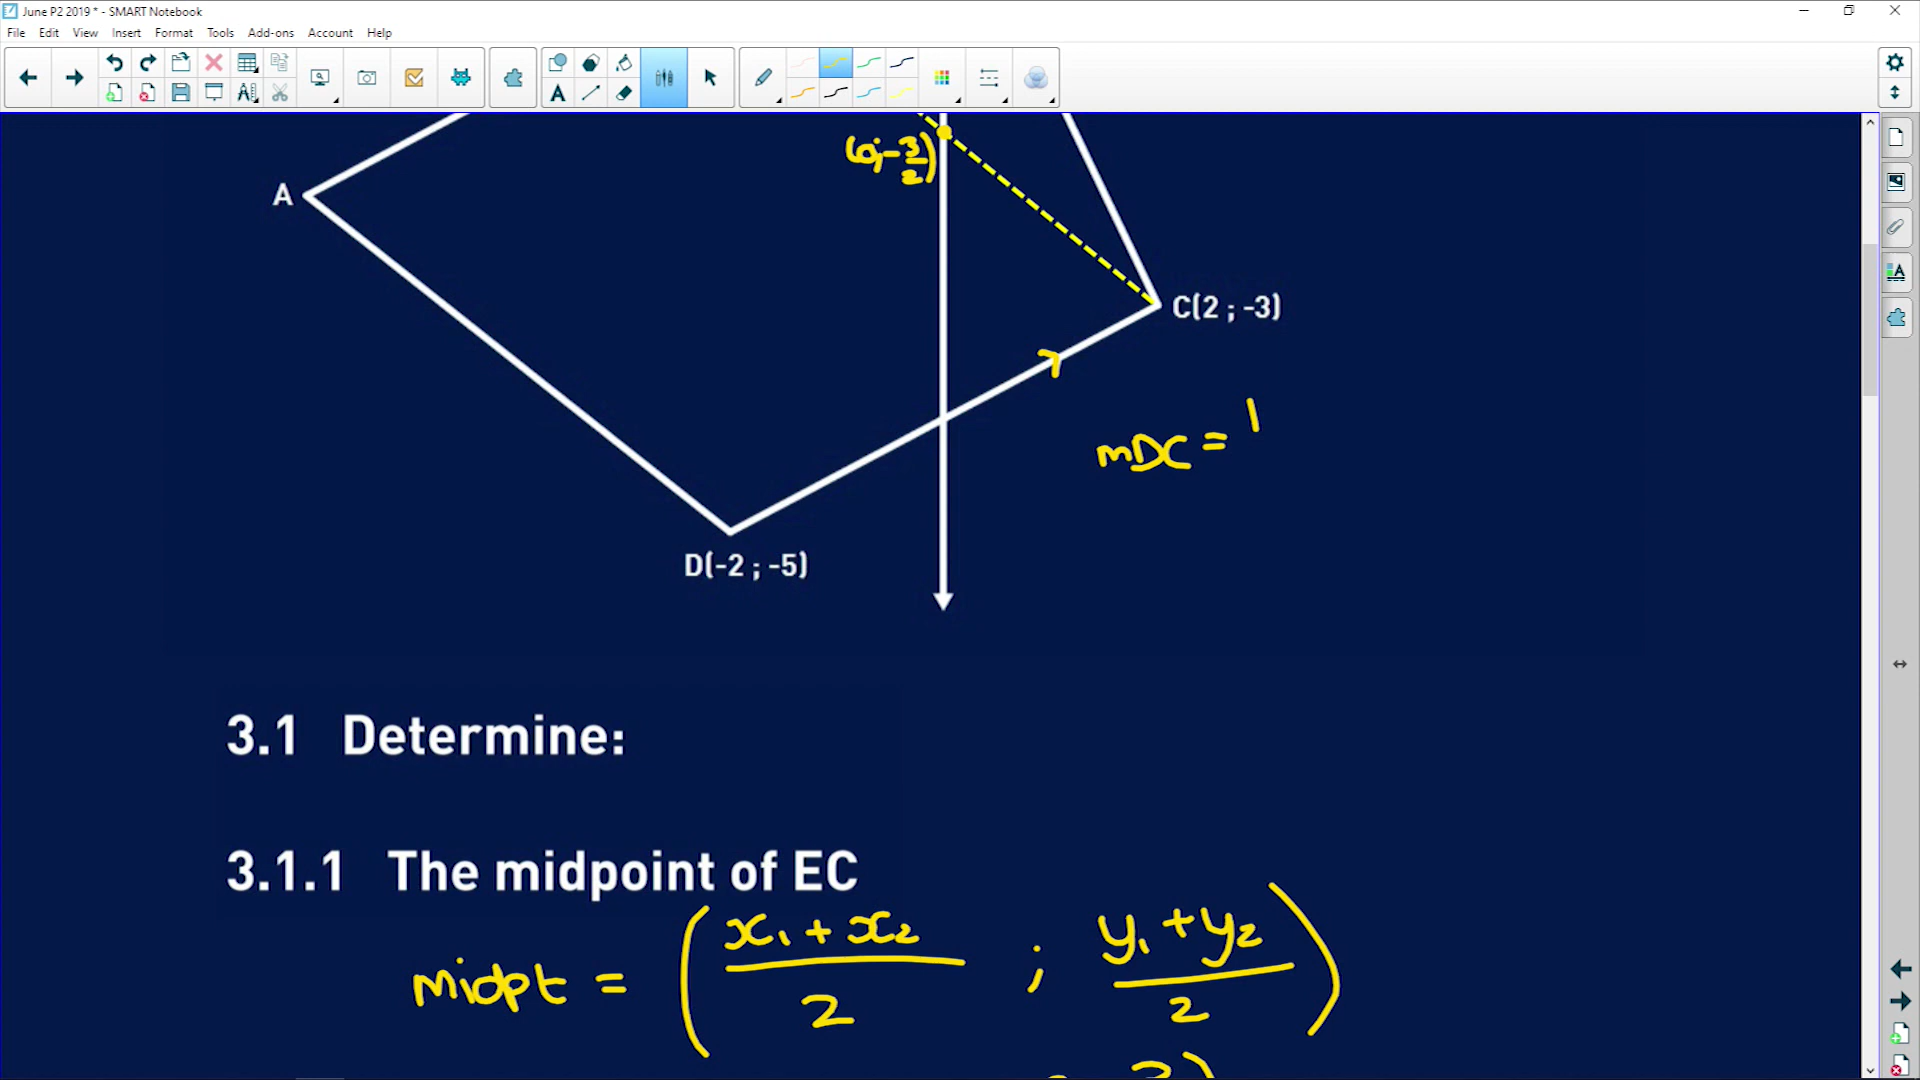 June P2 2019 * - SMART Notebook
File Edit View Insert Format Tools Add-ons Account Help
(0;-3/2)
A
C(2 ; -3)
mDC = 1
D(-2 ; -5)
3.1 Determine:
3.1.1 The midpoint of EC
midpt = (x₁ + x₂/2 ; y₁ + y₂/2)